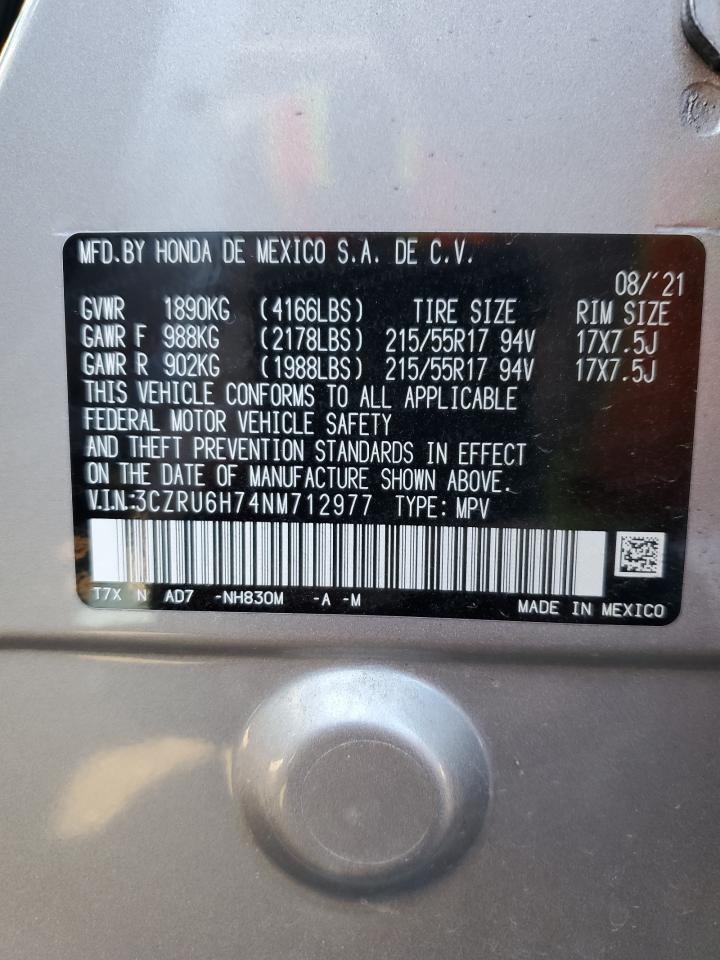 MFD.BY HONDA DE MEXICO S.A. DE C.V.
08/'21
GVWR 1890KG (4166LBS) TIRE SIZE RIM SIZE
GAWR F 988KG (2178LBS) 215/55R17 94V 17X7.5J
GAWR R 902KG (1988LBS) 215/55R17 94V 17X7.5J
THIS VEHICLE CONFORMS TO ALL APPLICABLE
FEDERAL MOTOR VEHICLE SAFETY
AND THEFT PREVENTION STANDARDS IN EFFECT
ON THE DATE OF MANUFACTURE SHOWN ABOVE.
V.I.N.:3CZRU6H74NM712977 TYPE: MPV
T7X N AD7 -NH830M -A -M
MADE IN MEXICO